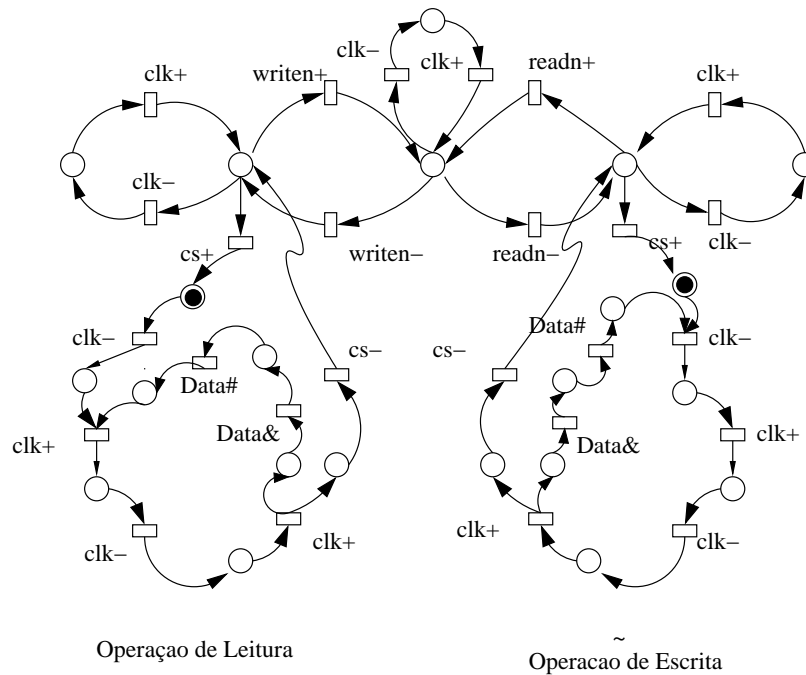 clk−
clk+
clk+
writen+
readn+
clk+
clk−
writen−
readn−
clk−
cs+
cs+
clk−
Data#
cs−
cs−
clk−
Data#
clk+
Data&
Data&
clk+
clk−
clk+
clk+
clk−
Operaçao de Leitura
Operacao de Escrita
~